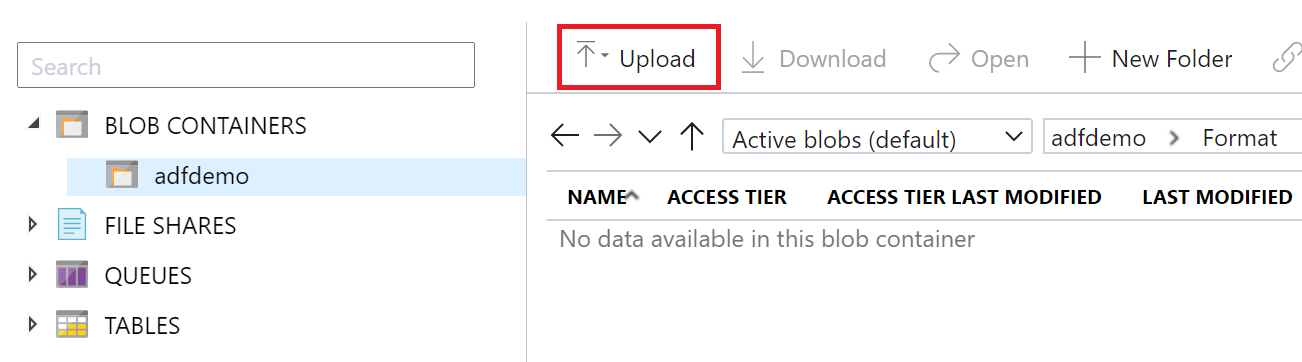 Search
BLOB CONTAINERS
adfdemo
FILE SHARES
QUEUES
TABLES
Upload Download Open New Folder
Active blobs (default) adfdemo Format
NAME ACCESS TIER ACCESS TIER LAST MODIFIED LAST MODIFIED
No data available in this blob container